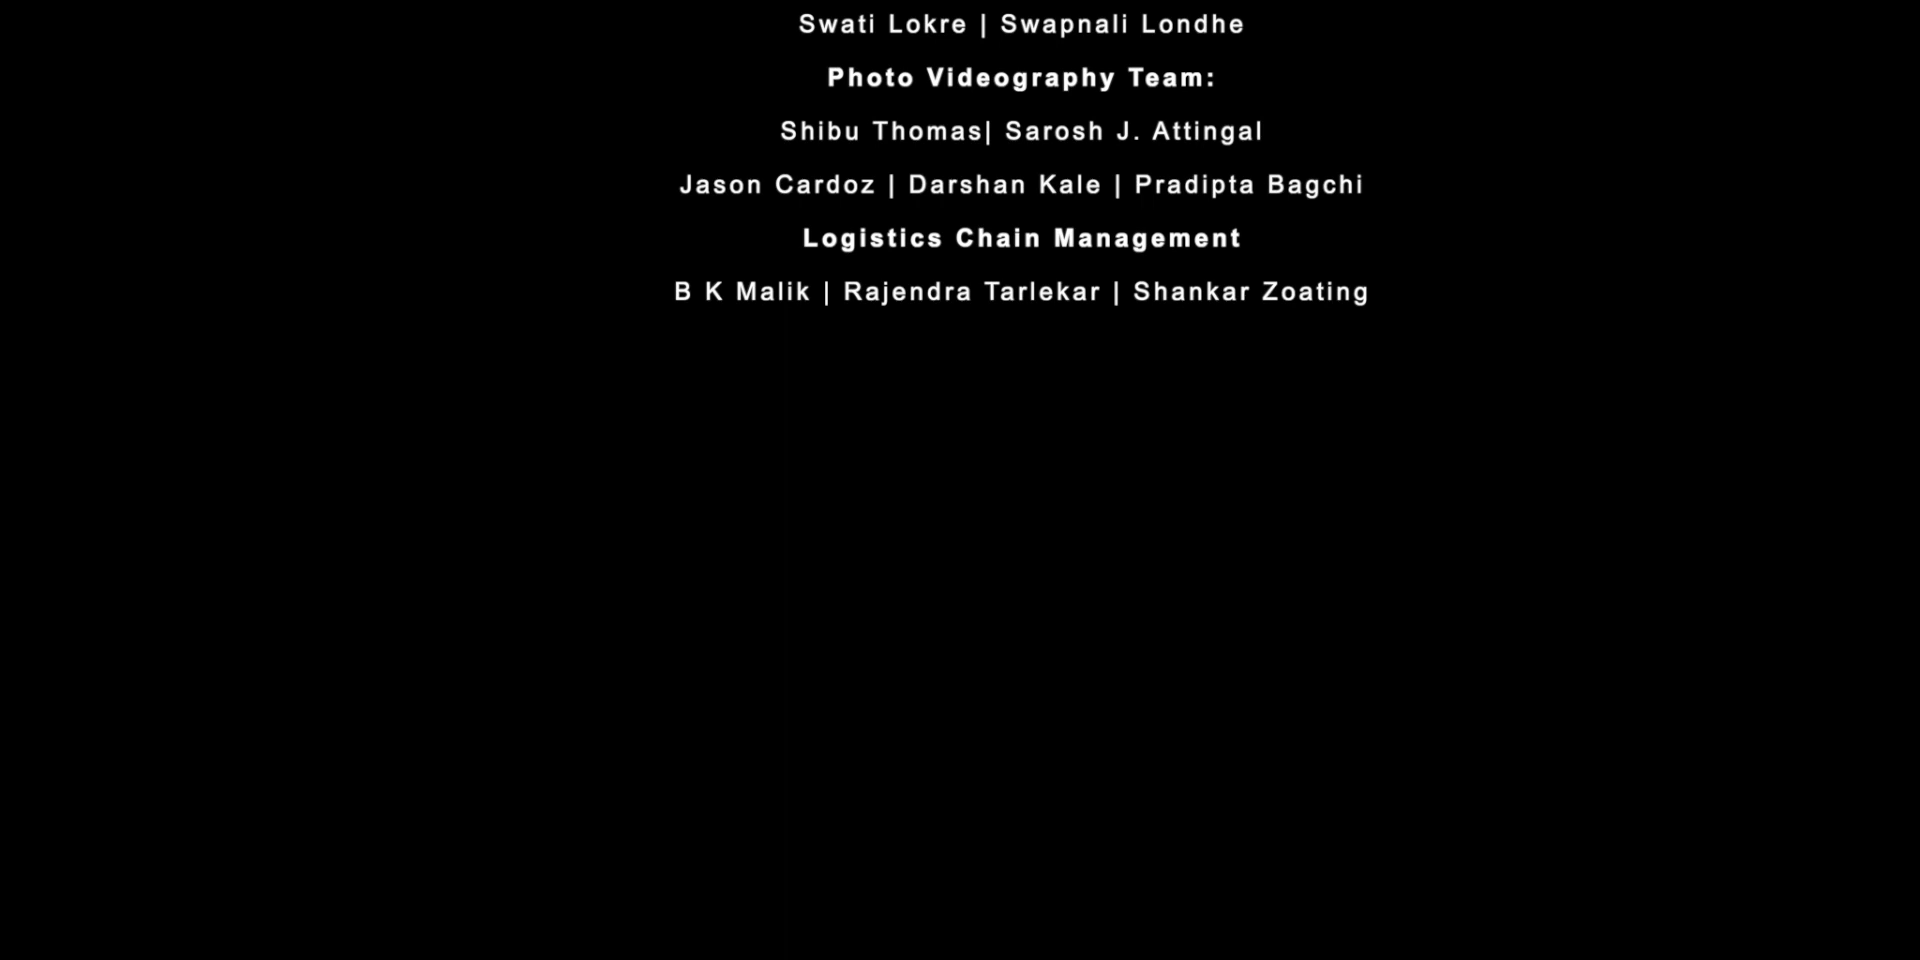 Swati Lokre | Swapnali Londhe
Photo Videography Team:
Shibu Thomas| Sarosh J. Attingal
Jason Cardoz | Darshan Kale | Pradipta Bagchi
Logistics Chain Management
B K Malik | Rajendra Tarlekar | Shankar Zoating